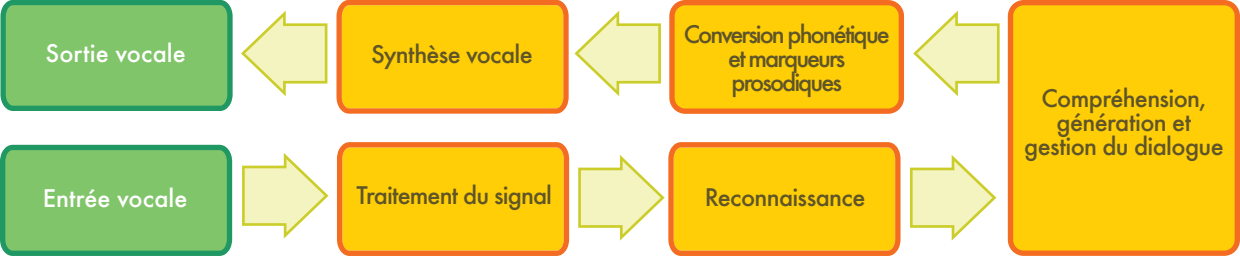 Sortie vocale
Synthèse vocale
Conversion phonétique
et marqueurs
prosodiques
Compréhension,
génération et
gestion du dialogue
Entrée vocale
Traitement du signal
Reconnaissance